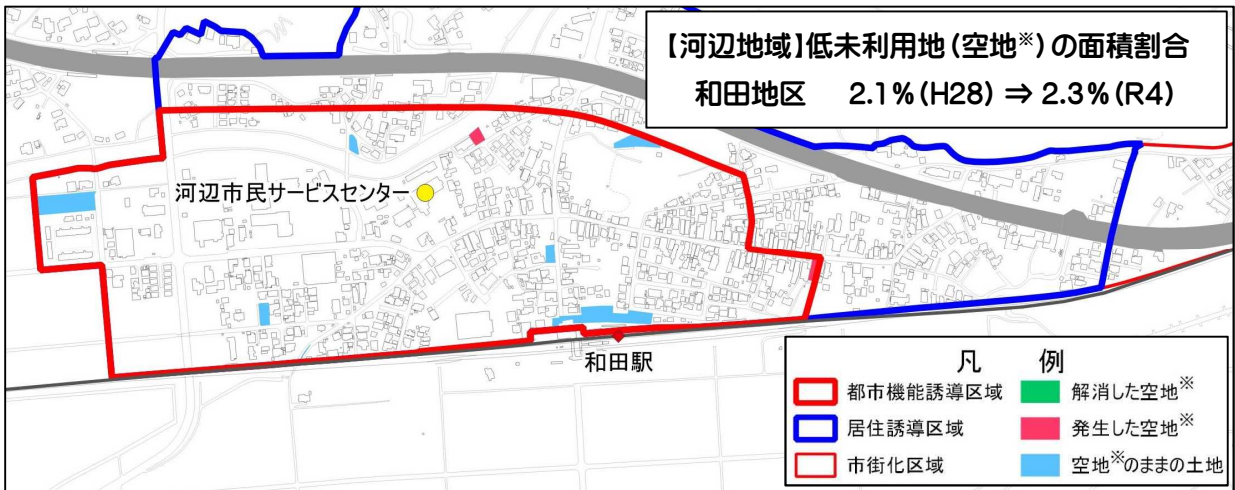 【河辺地域】低未利用地(空地※)の面積割合
和田地区 2.1%(H28) ⇒ 2.3%(R4)
河辺市民サービスセンター
和田駅
凡 例
都市機能誘導区域
解消した空地※
居住誘導区域
発生した空地※
市街化区域
空地※のままの土地